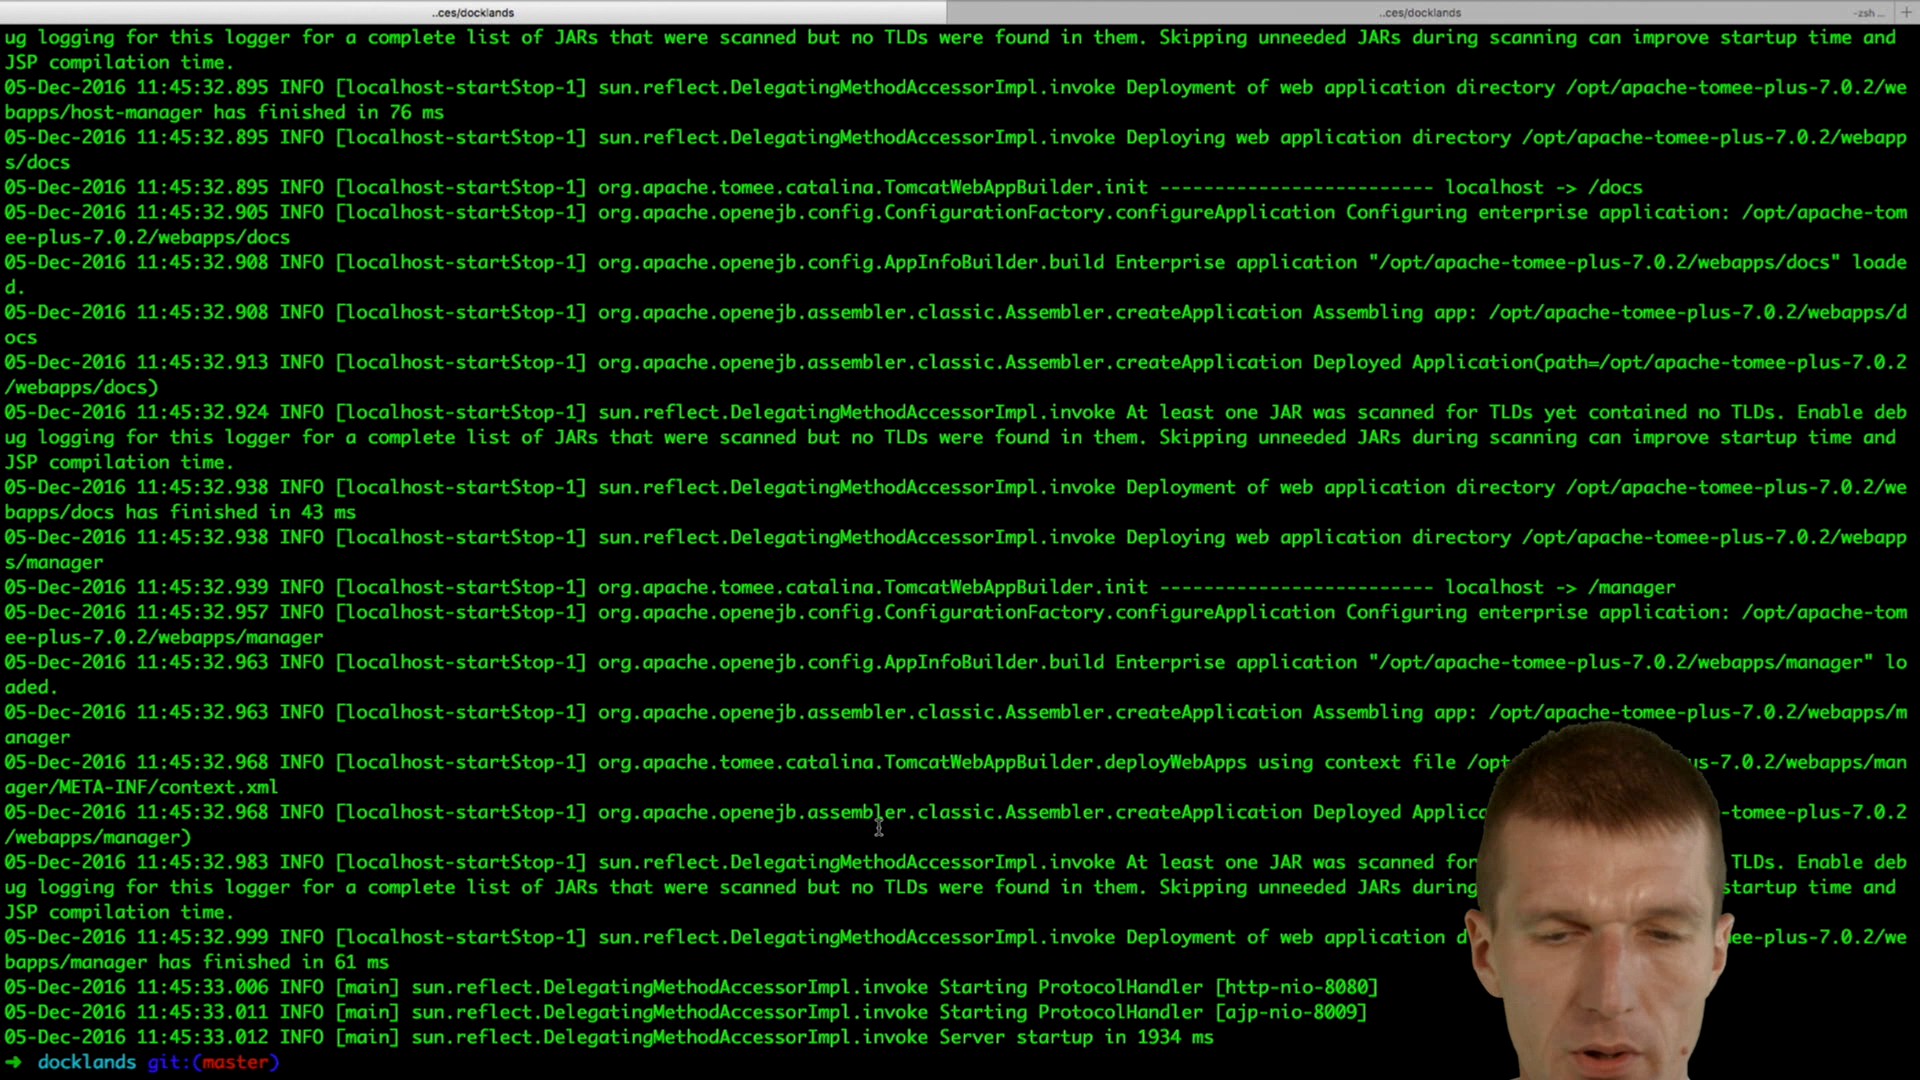 ..ces/docklands ..ces/docklands -zsh ... +
ug logging for this logger for a complete list of JARs that were scanned but no TLDs were found in them. Skipping unneeded JARs during scanning can improve startup time and
JSP compilation time.
05-Dec-2016 11:45:32.895 INFO [localhost-startStop-1] sun.reflect.DelegatingMethodAccessorImpl.invoke Deployment of web application directory /opt/apache-tomee-plus-7.0.2/we
bapps/host-manager has finished in 76 ms
05-Dec-2016 11:45:32.895 INFO [localhost-startStop-1] sun.reflect.DelegatingMethodAccessorImpl.invoke Deploying web application directory /opt/apache-tomee-plus-7.0.2/webapp
s/docs
05-Dec-2016 11:45:32.895 INFO [localhost-startStop-1] org.apache.tomee.catalina.TomcatWebAppBuilder.init ------------------------- localhost -> /docs
05-Dec-2016 11:45:32.905 INFO [localhost-startStop-1] org.apache.openejb.config.ConfigurationFactory.configureApplication Configuring enterprise application: /opt/apache-tom
ee-plus-7.0.2/webapps/docs
05-Dec-2016 11:45:32.908 INFO [localhost-startStop-1] org.apache.openejb.config.AppInfoBuilder.build Enterprise application "/opt/apache-tomee-plus-7.0.2/webapps/docs" loade
d.
05-Dec-2016 11:45:32.908 INFO [localhost-startStop-1] org.apache.openejb.assembler.classic.Assembler.createApplication Assembling app: /opt/apache-tomee-plus-7.0.2/webapps/d
ocs
05-Dec-2016 11:45:32.913 INFO [localhost-startStop-1] org.apache.openejb.assembler.classic.Assembler.createApplication Deployed Application(path=/opt/apache-tomee-plus-7.0.2
/webapps/docs)
05-Dec-2016 11:45:32.924 INFO [localhost-startStop-1] sun.reflect.DelegatingMethodAccessorImpl.invoke At least one JAR was scanned for TLDs yet contained no TLDs. Enable deb
ug logging for this logger for a complete list of JARs that were scanned but no TLDs were found in them. Skipping unneeded JARs during scanning can improve startup time and
JSP compilation time.
05-Dec-2016 11:45:32.938 INFO [localhost-startStop-1] sun.reflect.DelegatingMethodAccessorImpl.invoke Deployment of web application directory /opt/apache-tomee-plus-7.0.2/we
bapps/docs has finished in 43 ms
05-Dec-2016 11:45:32.938 INFO [localhost-startStop-1] sun.reflect.DelegatingMethodAccessorImpl.invoke Deploying web application directory /opt/apache-tomee-plus-7.0.2/webapp
s/manager
05-Dec-2016 11:45:32.939 INFO [localhost-startStop-1] org.apache.tomee.catalina.TomcatWebAppBuilder.init ------------------------- localhost -> /manager
05-Dec-2016 11:45:32.957 INFO [localhost-startStop-1] org.apache.openejb.config.ConfigurationFactory.configureApplication Configuring enterprise application: /opt/apache-tom
ee-plus-7.0.2/webapps/manager
05-Dec-2016 11:45:32.963 INFO [localhost-startStop-1] org.apache.openejb.config.AppInfoBuilder.build Enterprise application "/opt/apache-tomee-plus-7.0.2/webapps/manager" lo
aded.
05-Dec-2016 11:45:32.963 INFO [localhost-startStop-1] org.apache.openejb.assembler.classic.Assembler.createApplication Assembling app: /opt/apache-tomee-plus-7.0.2/webapps/m
anager
05-Dec-2016 11:45:32.968 INFO [localhost-startStop-1] org.apache.tomee.catalina.TomcatWebAppBuilder.deployWebApps using context file /opt us-7.0.2/webapps/man
ager/META-INF/context.xml
05-Dec-2016 11:45:32.968 INFO [localhost-startStop-1] org.apache.openejb.assembler.classic.Assembler.createApplication Deployed Applic -tomee-plus-7.0.2
/webapps/manager)
05-Dec-2016 11:45:32.983 INFO [localhost-startStop-1] sun.reflect.DelegatingMethodAccessorImpl.invoke At least one JAR was scanned for TLDs. Enable deb
ug logging for this logger for a complete list of JARs that were scanned but no TLDs were found in them. Skipping unneeded JARs during startup time and
JSP compilation time.
05-Dec-2016 11:45:32.999 INFO [localhost-startStop-1] sun.reflect.DelegatingMethodAccessorImpl.invoke Deployment of web application d ee-plus-7.0.2/we
bapps/manager has finished in 61 ms
05-Dec-2016 11:45:33.006 INFO [main] sun.reflect.DelegatingMethodAccessorImpl.invoke Starting ProtocolHandler [http-nio-8080]
05-Dec-2016 11:45:33.011 INFO [main] sun.reflect.DelegatingMethodAccessorImpl.invoke Starting ProtocolHandler [ajp-nio-8009]
05-Dec-2016 11:45:33.012 INFO [main] sun.reflect.DelegatingMethodAccessorImpl.invoke Server startup in 1934 ms
➜ docklands git:(master)